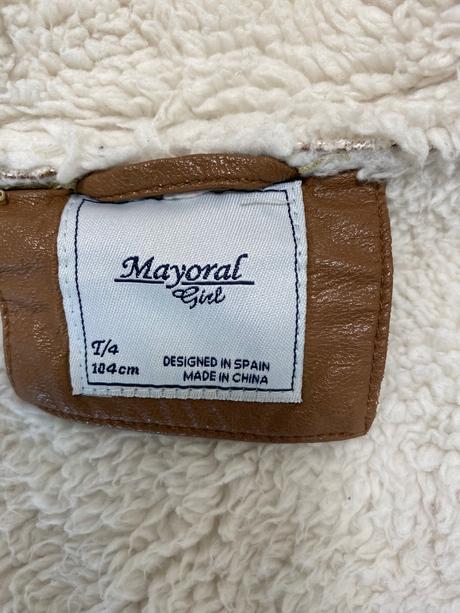 Mayoral
Girl
T/4
104cm
DESIGNED IN SPAIN
MADE IN CHINA